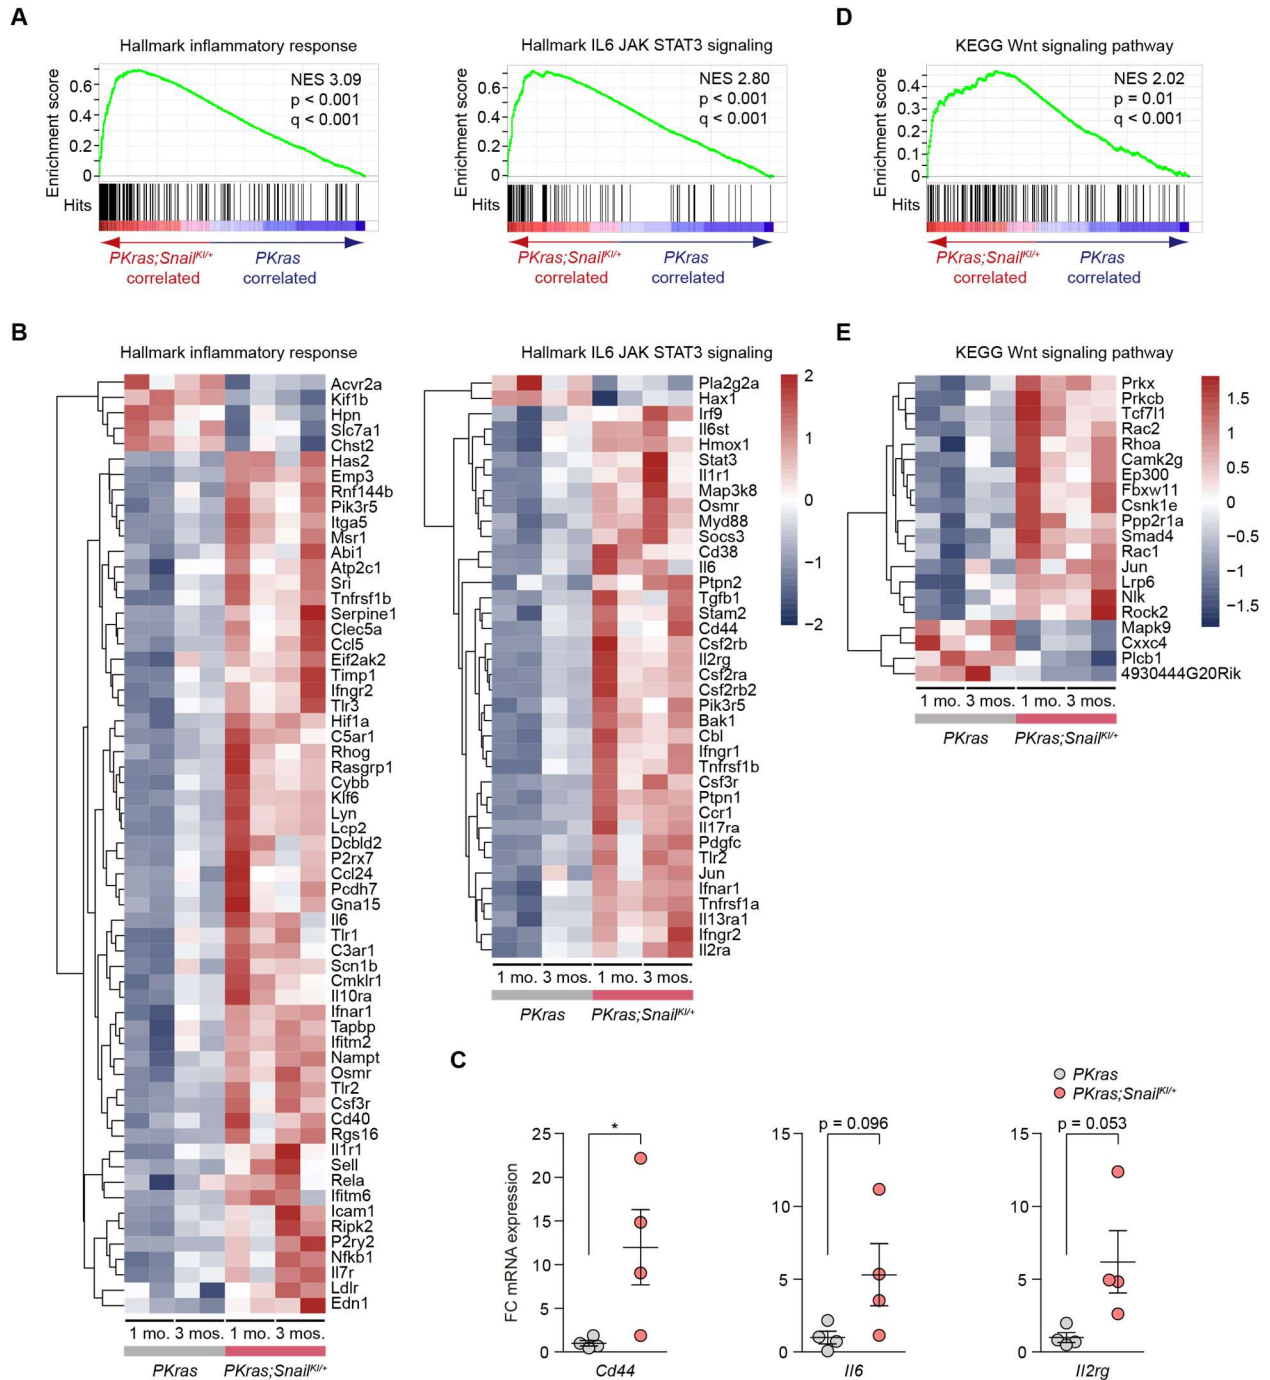 A
Hallmark inflammatory response
Enrichment score
0.6
0.4
0.2
0
NES 3.09
p < 0.001
q < 0.001
Hits
PKras;Snail^KI/+
correlated
PKras
correlated
Hallmark IL6 JAK STAT3 signaling
Enrichment score
0.6
0.4
0.2
0
NES 2.80
p < 0.001
q < 0.001
Hits
PKras;Snail^KI/+
correlated
PKras
correlated
D
KEGG Wnt signaling pathway
Enrichment score
0.4
0.3
0.2
0.1
0
NES 2.02
p = 0.01
q < 0.001
Hits
PKras;Snail^KI/+
correlated
PKras
correlated
B
Hallmark inflammatory response
Acvr2a
Kif1b
Hpn
Slc7a1
Chst2
Has2
Emp3
Rnf144b
Pik3r5
Itga5
Msr1
Abi1
Atp2c1
Sri
Tnfrsf1b
Serpine1
Clec5a
Ccl5
Eif2ak2
Timp1
Ifngr2
Tlr3
Hif1a
C5ar1
Rhog
Rasgrp1
Cybb
Klf6
Lyn
Lcp2
Dcbld2
P2rx7
Ccl24
Pcdh7
Gna15
Il6
Tlr1
C3ar1
Scn1b
Cmklr1
Il10ra
Ifnar1
Tapbp
Ifitm2
Nampt
Osmr
Tlr2
Csf3r
Cd40
Rgs16
Il1r1
Sell
Rela
Ifitm6
Icam1
Ripk2
P2ry2
Nfkb1
Il7r
Ldlr
Edn1
1 mo. 3 mos. 1 mo. 3 mos.
PKras PKras;Snail^KI/+
Hallmark IL6 JAK STAT3 signaling
Pla2g2a
Hax1
Irf9
Il6st
Hmox1
Stat3
Il1r1
Map3k8
Osmr
Myd88
Socs3
Cd38
Il6
Ptpn2
Tgfb1
Stam2
Cd44
Csf2rb
Il2rg
Csf2ra
Csf2rb2
Pik3r5
Bak1
Cbl
Ifngr1
Tnfrsf1b
Csf3r
Ptpn1
Ccr1
Il17ra
Pdgfc
Tlr2
Jun
Ifnar1
Tnfrsf1a
Il13ra1
Ifngr2
Il2ra
1 mo. 3 mos. 1 mo. 3 mos.
PKras PKras;Snail^KI/+
2
1
0
−1
−2
E
KEGG Wnt signaling pathway
Prkx
Prkcb
Tcf7l1
Rac2
Rhoa
Camk2g
Ep300
Fbxw11
Csnk1e
Ppp2r1a
Smad4
Rac1
Jun
Lrp6
Nlk
Rock2
Mapk9
Cxxc4
Plcb1
4930444G20Rik
1 mo. 3 mos. 1 mo. 3 mos.
PKras PKras;Snail^KI/+
1.5
1
0.5
0
−0.5
−1
−1.5
C
PKras
PKras;Snail^KI/+
FC mRNA expression
25
20
15
10
5
0
*
Cd44
15
10
5
0
p = 0.096
Il6
15
10
5
0
p = 0.053
Il2rg